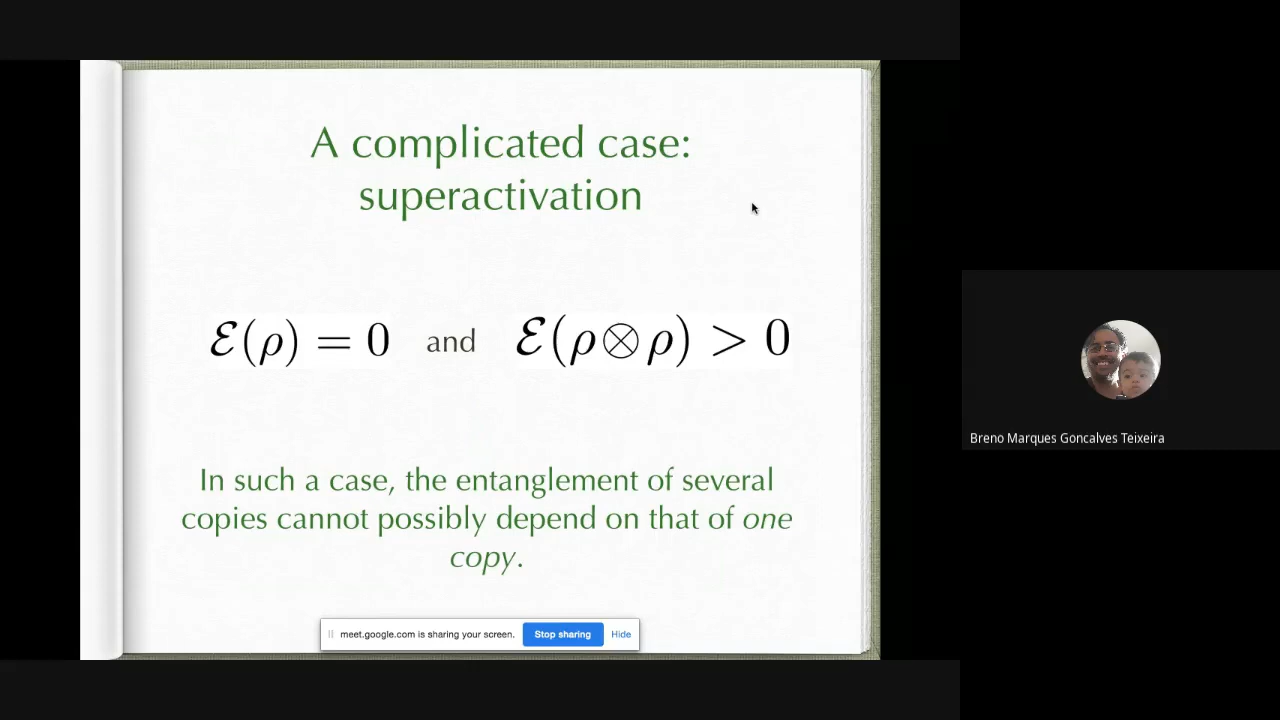 A complicated case:
superactivation
ℰ(ρ) = 0 and ℰ(ρ⊗ρ) > 0
In such a case, the entanglement of several
copies cannot possibly depend on that of one
copy.
meet.google.com is sharing your screen. Stop sharing Hide
Breno Marques Goncalves Teixeira